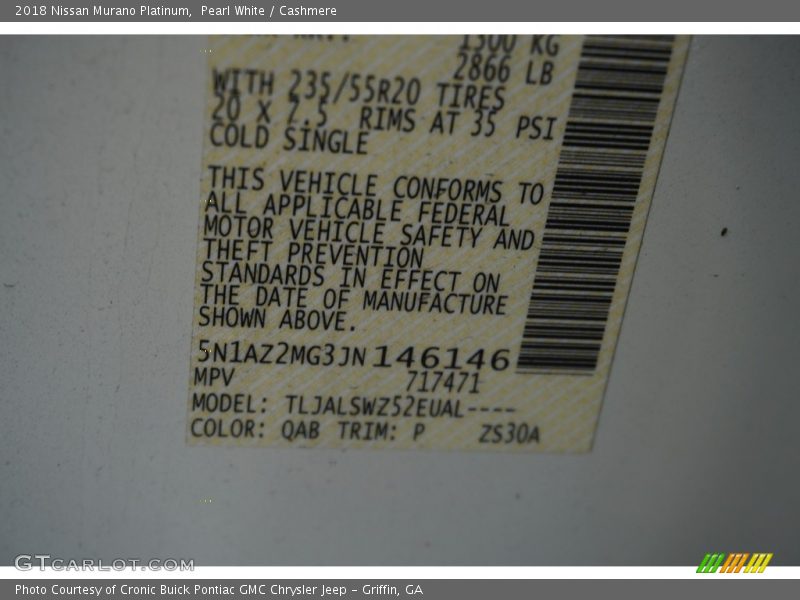 2018 Nissan Murano Platinum, Pearl White / Cashmere
1300 KG
2866 LB
WITH 235/55R20 TIRES
20 X 7.5 RIMS AT 35 PSI
COLD SINGLE
THIS VEHICLE CONFORMS TO
ALL APPLICABLE FEDERAL
MOTOR VEHICLE SAFETY AND
THEFT PREVENTION
STANDARDS IN EFFECT ON
THE DATE OF MANUFACTURE
SHOWN ABOVE.
5N1AZ2MG3JN146146
MPV 717471
MODEL: TLJALSWZ52EUAL----
COLOR: QAB TRIM: P ZS30A
GTCARLOT.COM
Photo Courtesy of Cronic Buick Pontiac GMC Chrysler Jeep – Griffin, GA